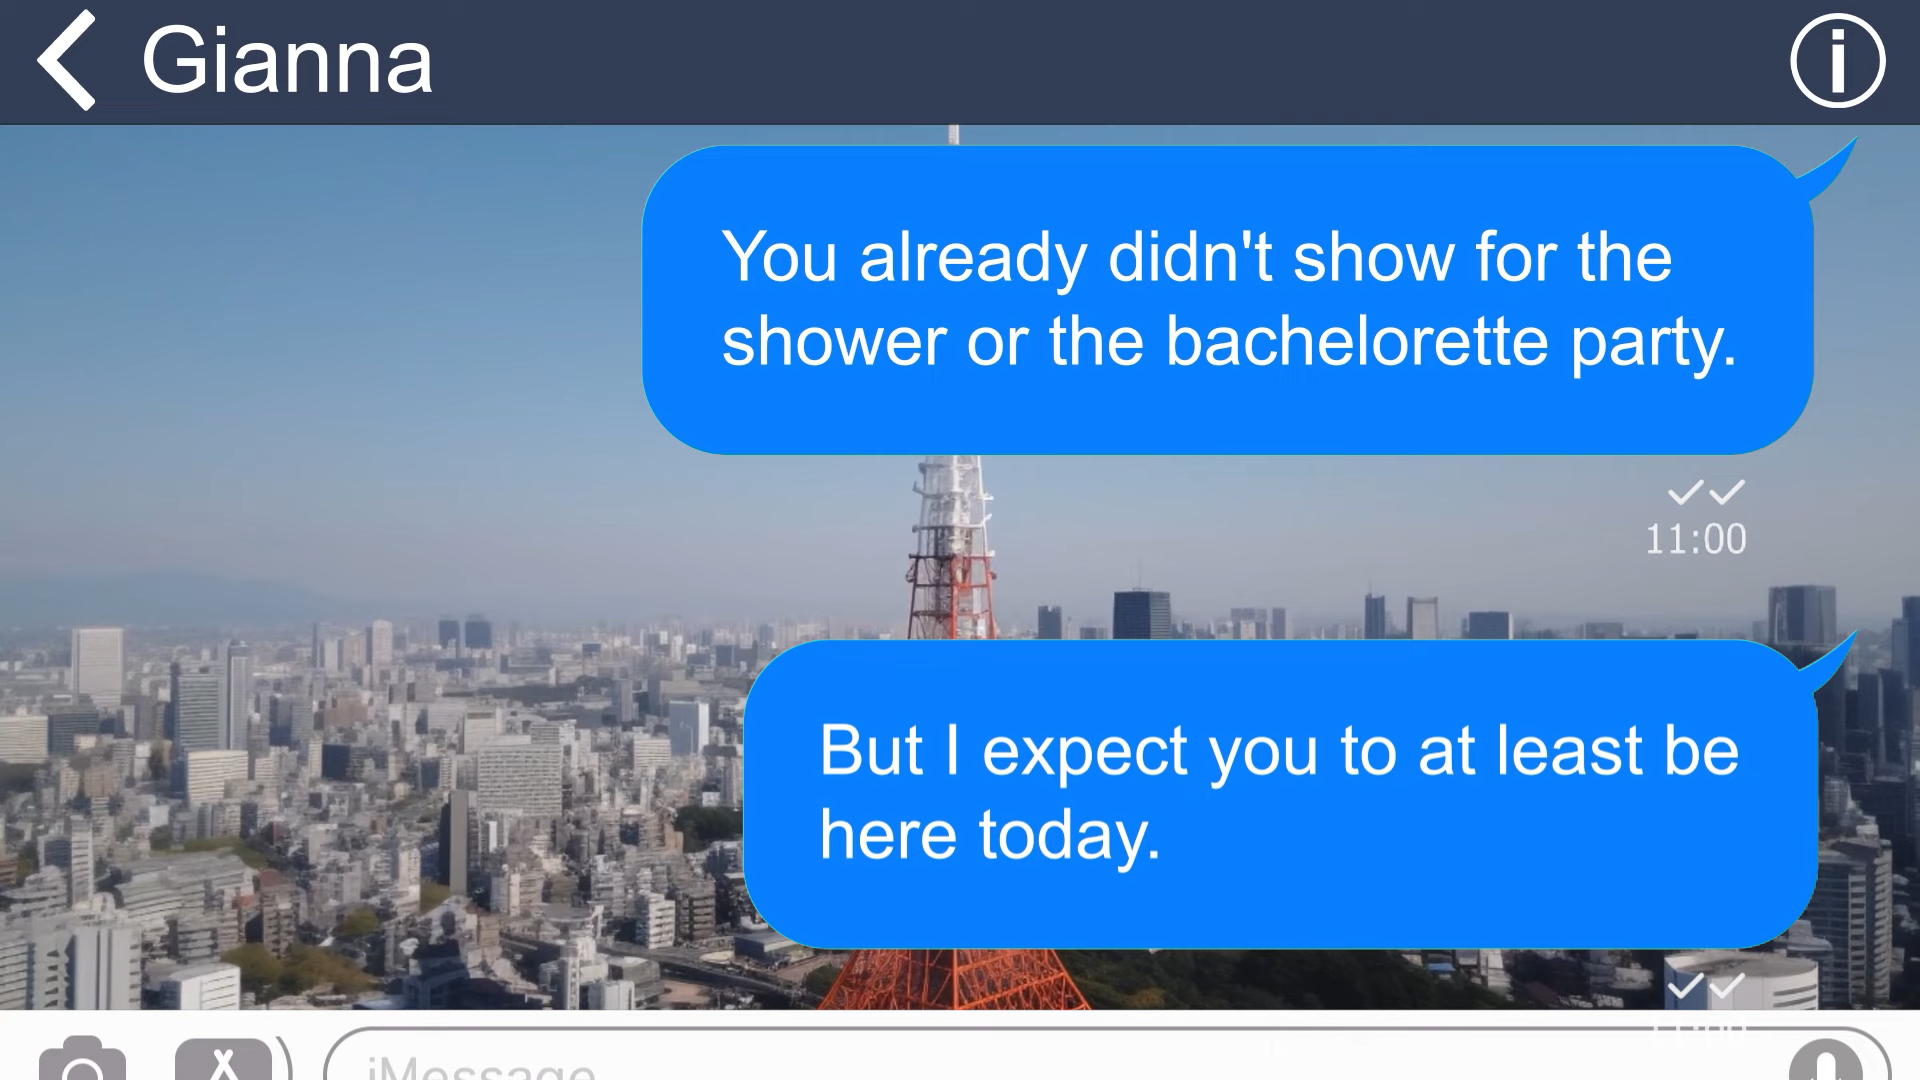 Gianna
You already didn't show for the
shower or the bachelorette party.
11:00
But I expect you to at least be
here today.
iMessage